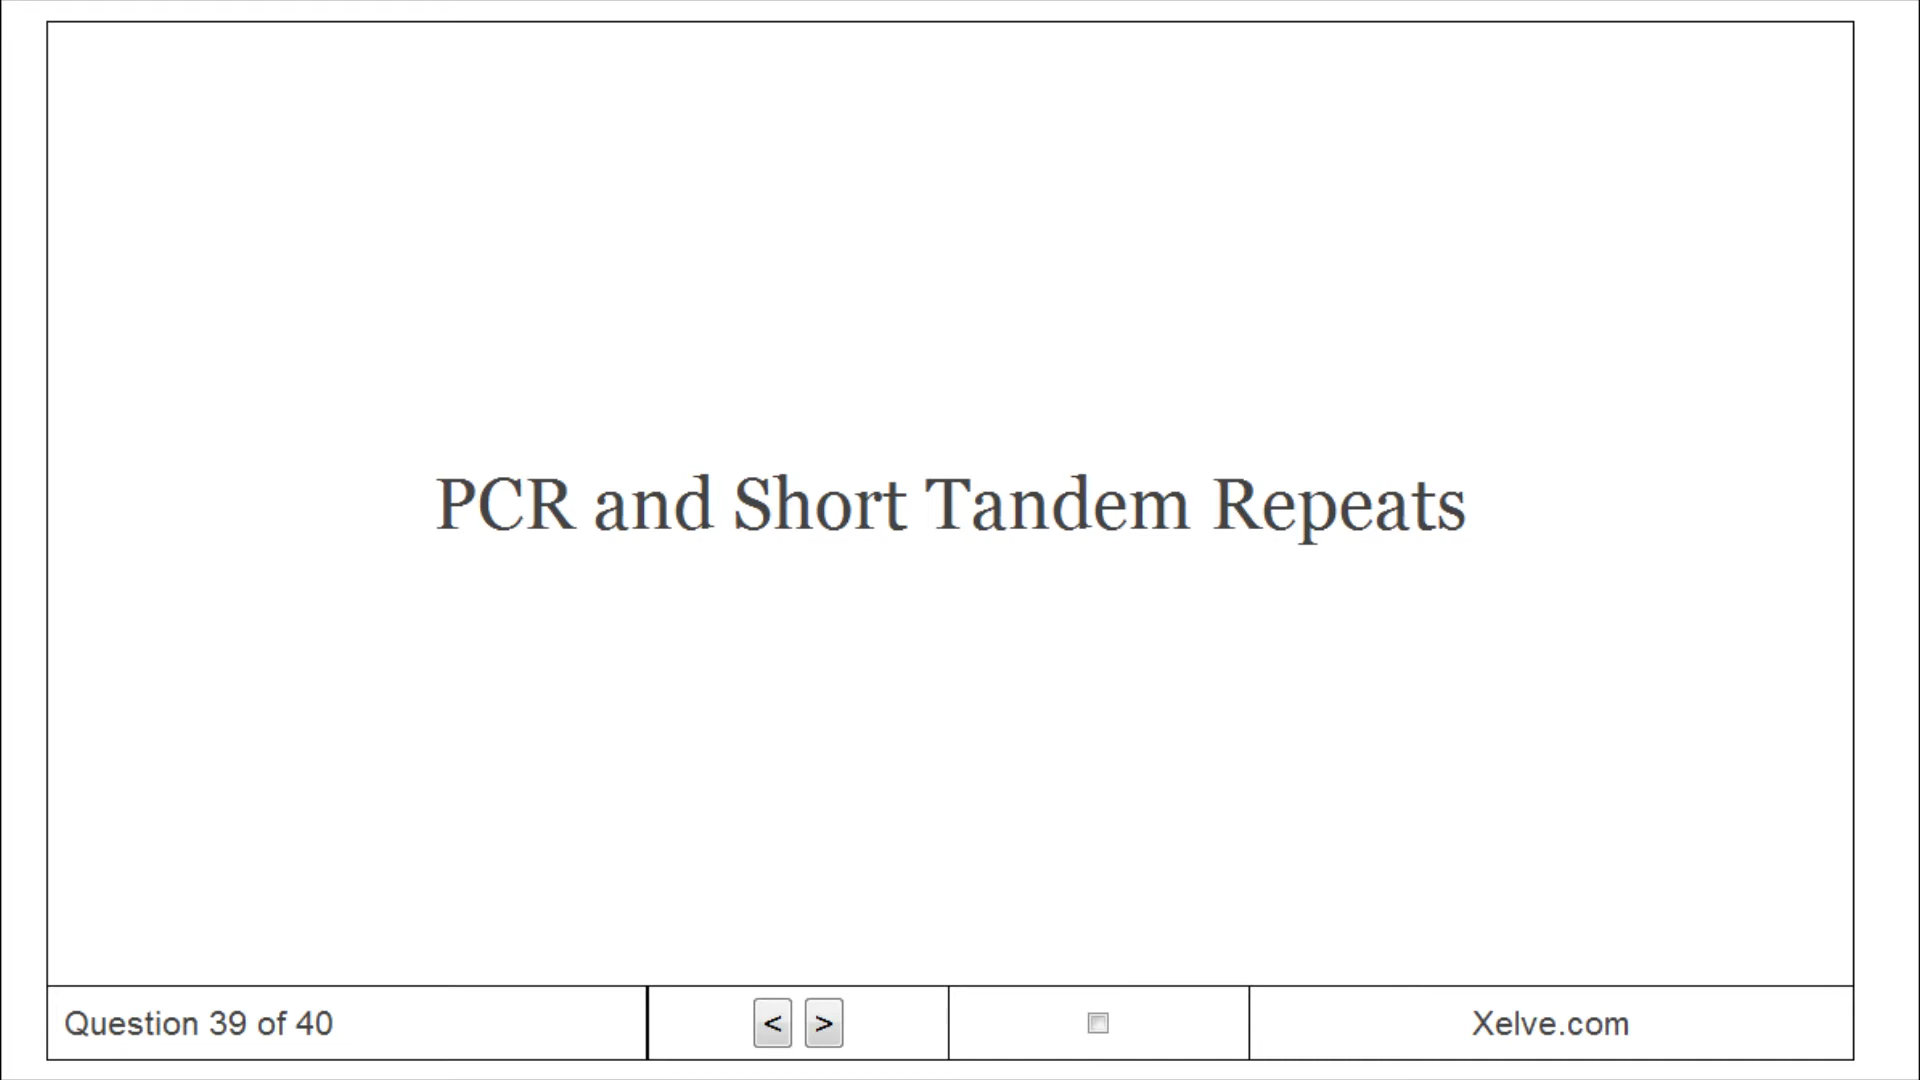 PCR and Short Tandem Repeats
Question 39 of 40
< >
Xelve.com